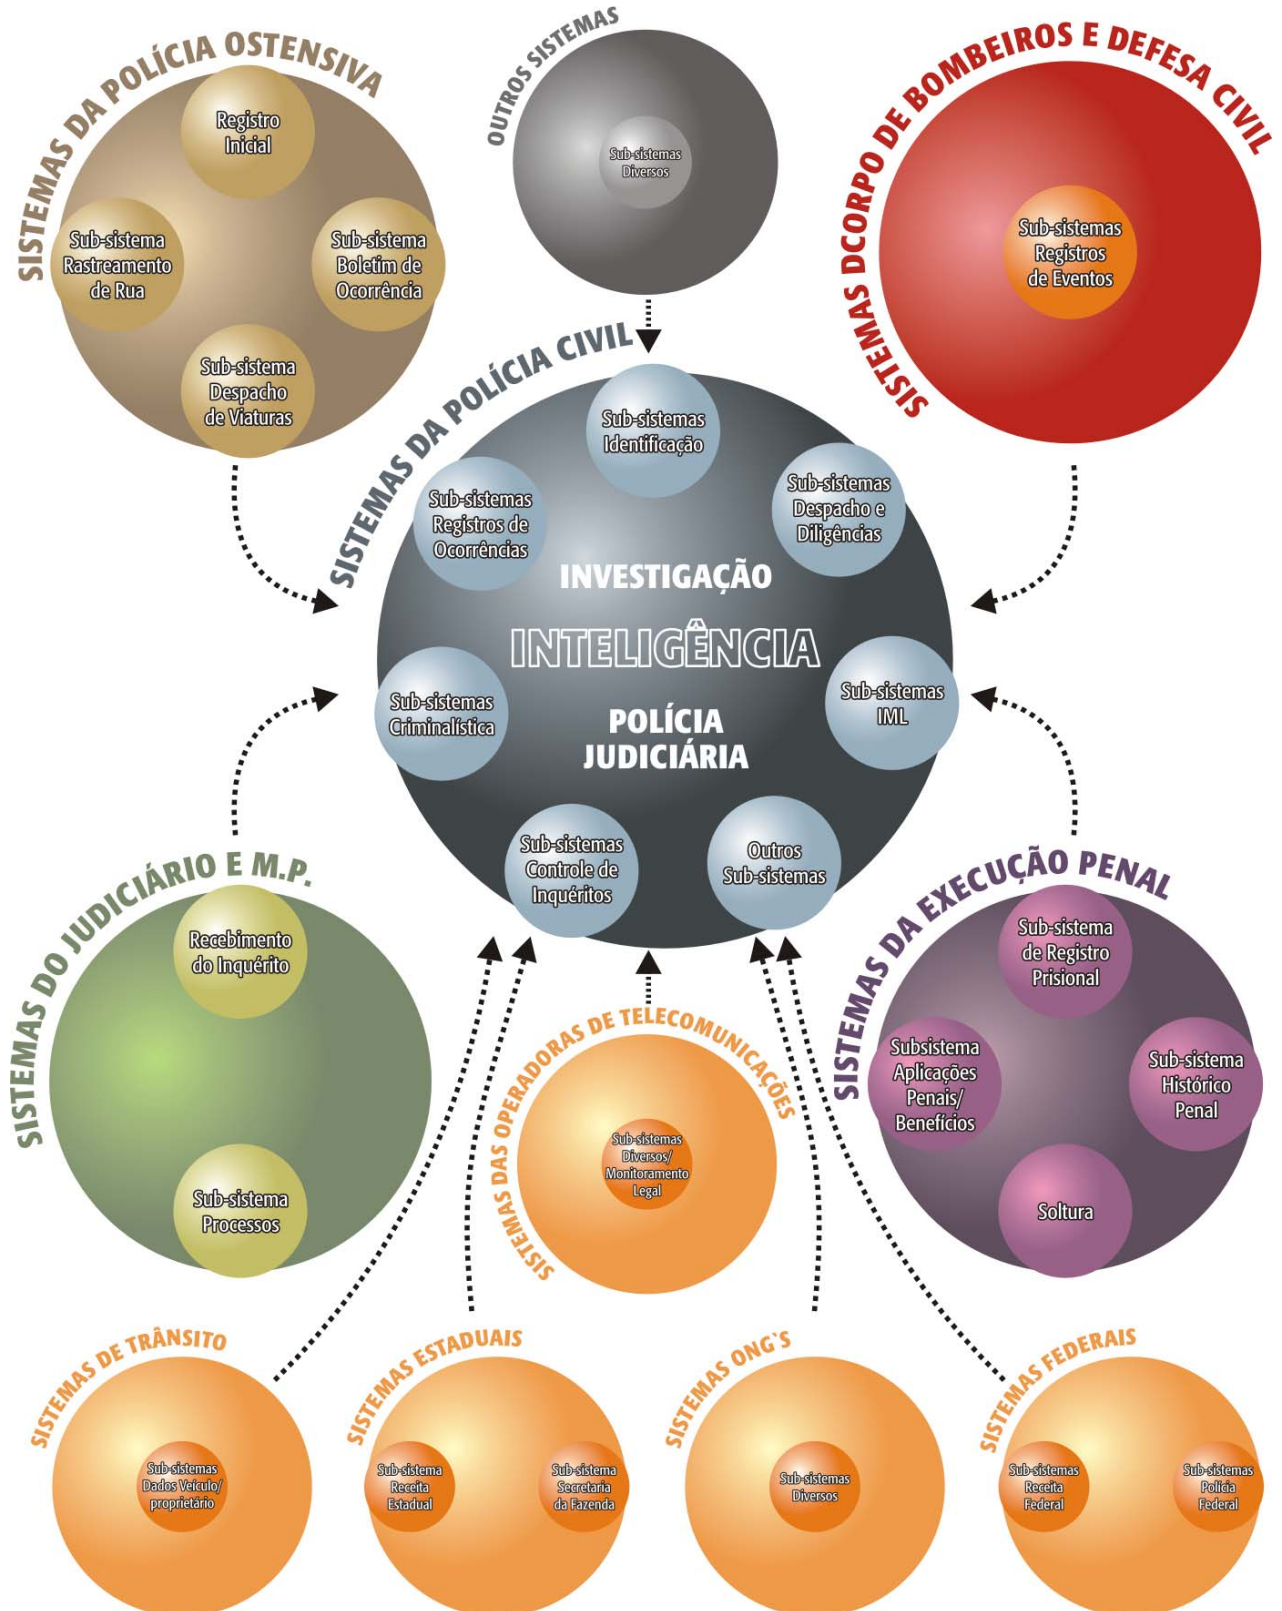 SISTEMAS DA POLÍCIA OSTENSIVA
Registro
Inicial
Sub-sistema
Rastreamento
de Rua
Sub-sistema
Boletim de
Ocorrência
Sub-sistema
Despacho
de Viaturas
OUTROS SISTEMAS
Sub-sistemas
Diversos
SISTEMAS DCORPO DE BOMBEIROS E DEFESA CIVIL
Sub-sistemas
Registros
de Eventos
SISTEMAS DA POLÍCIA CIVIL
Sub-sistemas
Identificação
Sub-sistemas
Registros de
Ocorrências
Sub-sistemas
Despacho e
Diligências
INVESTIGAÇÃO
INTELIGÊNCIA
POLÍCIA
JUDICIÁRIA
Sub-sistemas
Criminalística
Sub-sistemas
IML
Sub-sistemas
Controle de
Inquéritos
Outros
Sub-sistemas
SISTEMAS DO JUDICIÁRIO E M.P.
Recebimento
do Inquérito
Sub-sistema
Processos
SISTEMAS DAS OPERADORAS DE TELECOMUNICAÇÕES
Sub-sistemas
Diversos/
Monitoramento
Legal
SISTEMAS DA EXECUÇÃO PENAL
Sub-sistema
de Registro
Prisional
Subsistema
Aplicações
Penais/
Benefícios
Sub-sistema
Histórico
Penal
Soltura
SISTEMAS DE TRÂNSITO
Sub-sistemas
Dados Veículo/
proprietário
SISTEMAS ESTADUAIS
Sub-sistema
Receita
Estadual
Sub-sistema
Secretaria
da Fazenda
SISTEMAS ONG`S
Sub-sistemas
Diversos
SISTEMAS FEDERAIS
Sub-sistemas
Receita
Federal
Sub-sistemas
Polícia
Federal